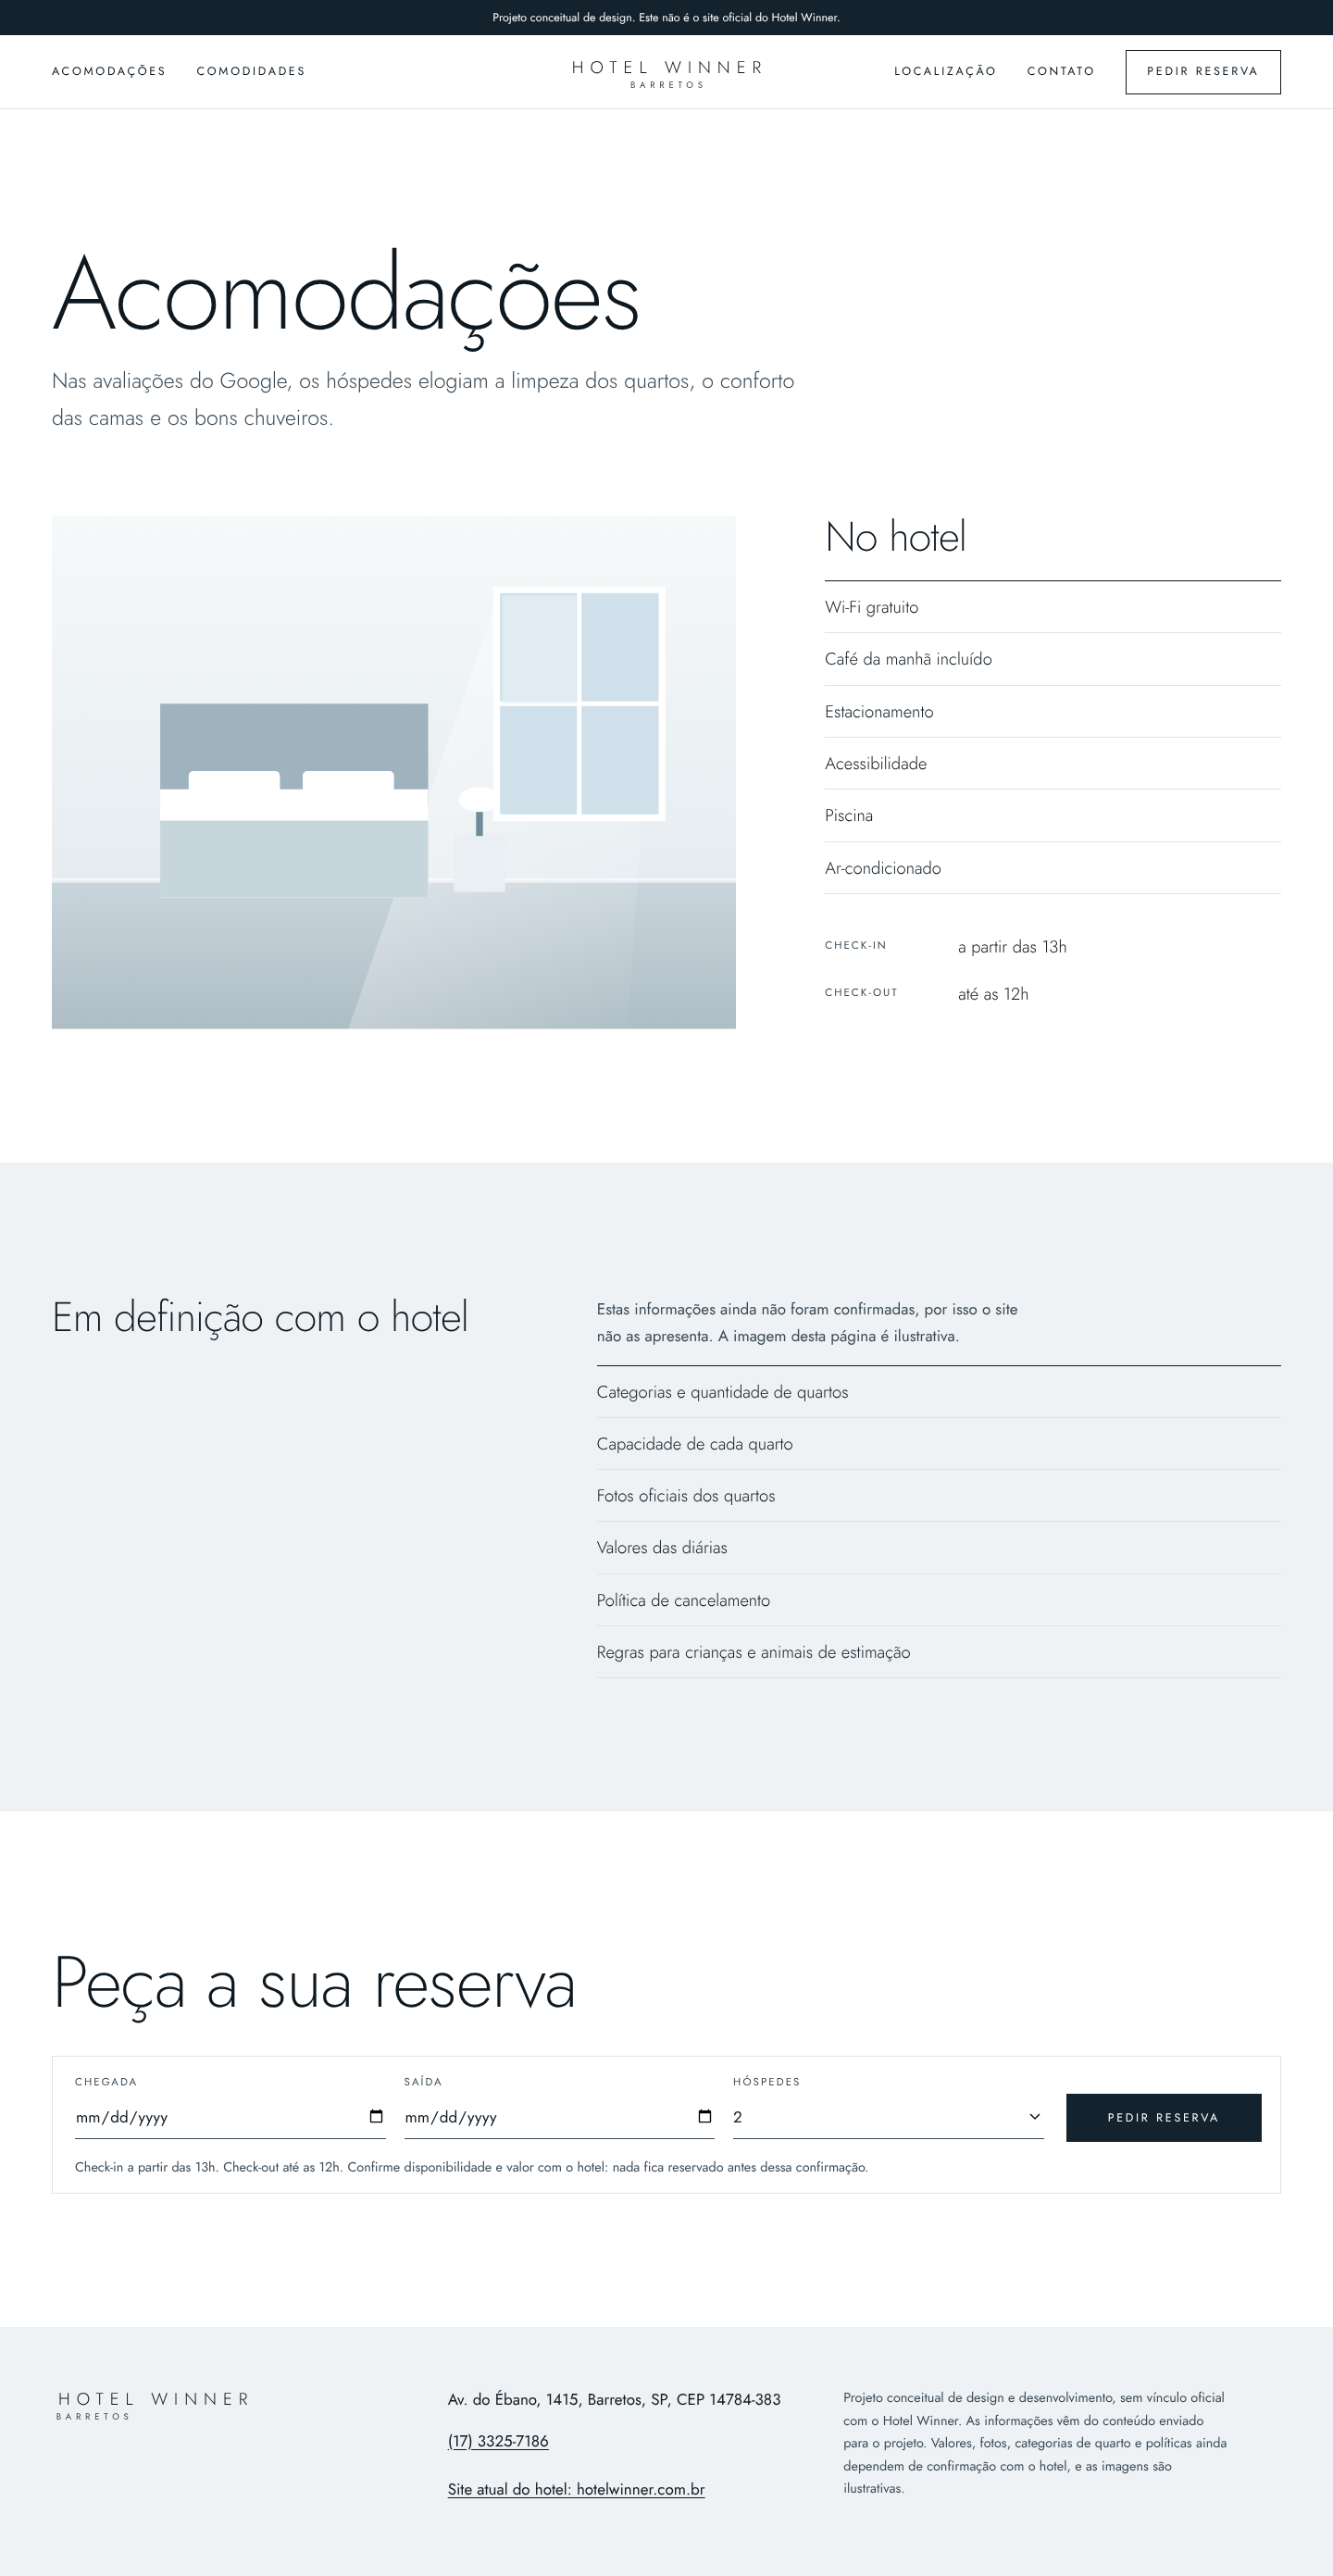 Projeto conceitual de design. Este não é o site oficial do Hotel Winner.
ACOMODAÇÕES
COMODIDADES
HOTEL WINNER
BARRETOS
LOCALIZAÇÃO
CONTATO
PEDIR RESERVA
Acomodações
Nas avaliações do Google, os hóspedes elogiam a limpeza dos quartos, o conforto
das camas e os bons chuveiros.
No hotel
Wi-Fi gratuito
Café da manhã incluído
Estacionamento
Acessibilidade
Piscina
Ar-condicionado
CHECK-IN
a partir das 13h
CHECK-OUT
até as 12h
Em definição com o hotel
Estas informações ainda não foram confirmadas, por isso o site
não as apresenta. A imagem desta página é ilustrativa.
Categorias e quantidade de quartos
Capacidade de cada quarto
Fotos oficiais dos quartos
Valores das diárias
Política de cancelamento
Regras para crianças e animais de estimação
Peça a sua reserva
CHEGADA
mm/dd/yyyy
SAÍDA
mm/dd/yyyy
HÓSPEDES
2
PEDIR RESERVA
Check-in a partir das 13h. Check-out até as 12h. Confirme disponibilidade e valor com o hotel: nada fica reservado antes dessa confirmação.
HOTEL WINNER
BARRETOS
Av. do Ébano, 1415, Barretos, SP, CEP 14784-383
(17) 3325-7186
Site atual do hotel: hotelwinner.com.br
Projeto conceitual de design e desenvolvimento, sem vínculo oficial
com o Hotel Winner. As informações vêm do conteúdo enviado
para o projeto. Valores, fotos, categorias de quarto e políticas ainda
dependem de confirmação com o hotel, e as imagens são
ilustrativas.